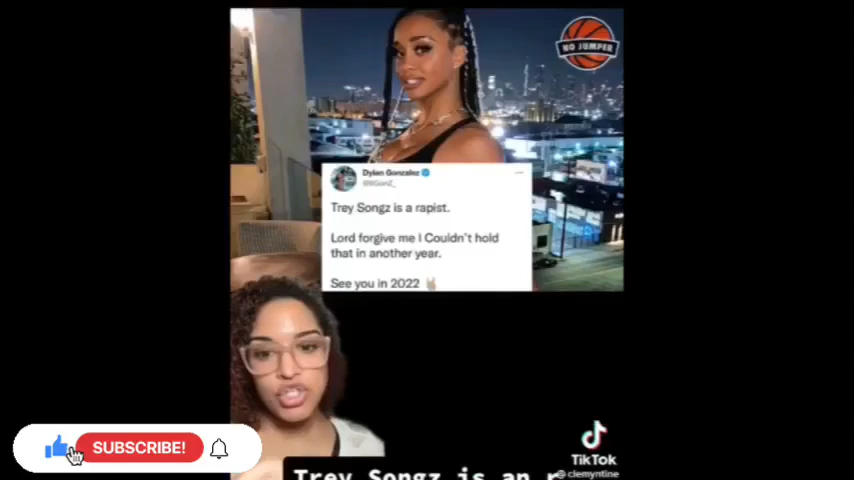 NO JUMPER
Dylan Gonzalez
Trey Songz is a rapist.
Lord forgive me I Couldn't hold
that in another year.
See you in 2022
SUBSCRIBE!
TikTok
@clemyntine
Trey Songz is an r